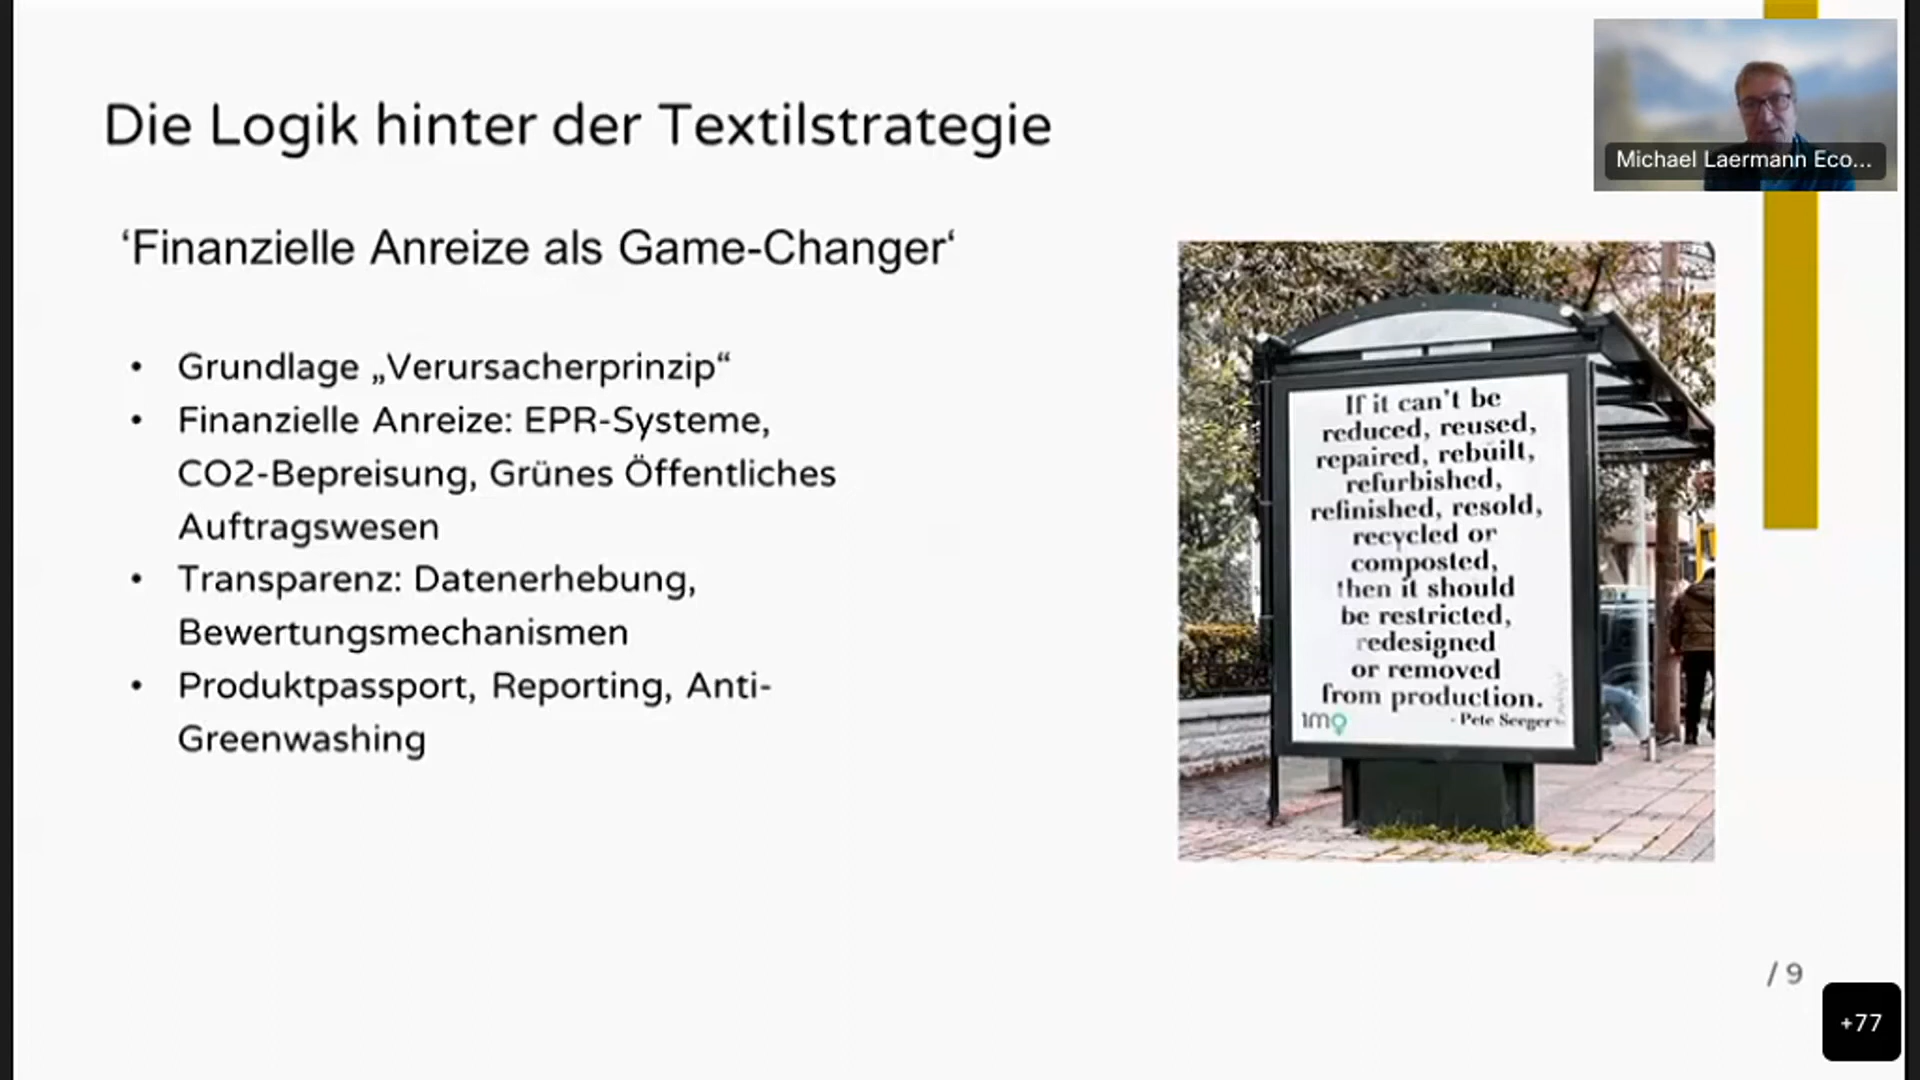 Die Logik hinter der Textilstrategie
Michael Laermann Eco...
‘Finanzielle Anreize als Game-Changer‘
• Grundlage „Verursacherprinzip“
• Finanzielle Anreize: EPR-Systeme,
CO2-Bepreisung, Grünes Öffentliches
Auftragswesen
• Transparenz: Datenerhebung,
Bewertungsmechanismen
• Produktpassport, Reporting, Anti-
Greenwashing
If it can't be
reduced, reused,
repaired, rebuilt,
refurbished,
refinished, resold,
recycled or
composted,
then it should
be restricted,
redesigned
or removed
from production.
- Pete Seeger
1m
/ 9
+77